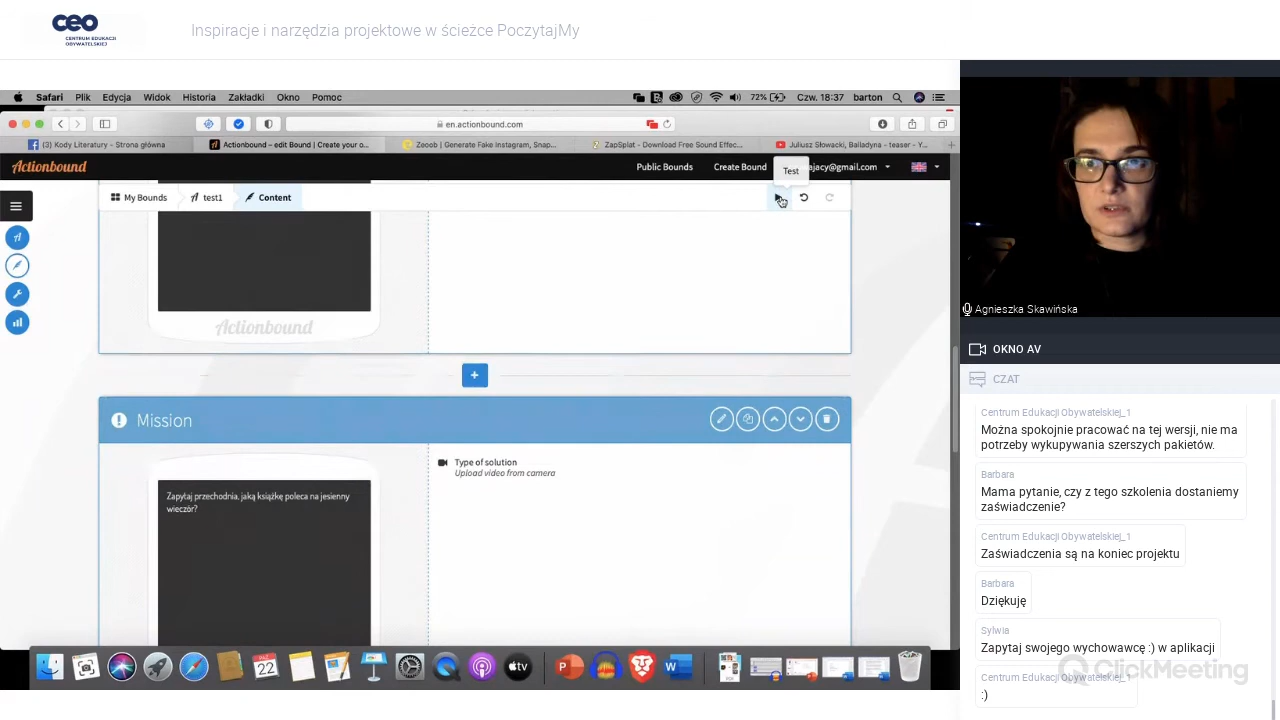 ceo
CENTRUM EDUKACJI
OBYWATELSKIEJ
Inspiracje i narzędzia projektowe w ścieżce PoczytajMy
Safari Plik Edycja Widok Historia Zakładki Okno Pomoc
72% Czw. 18:37 barton
en.actionbound.com
(3) Kody Literatury - Strona główna
Actionbound – edit Bound | Create your o...
Zeoob | Generate Fake Instagram, Snap...
ZapSplat - Download Free Sound Effec...
Juliusz Słowacki, Balladyna - teaser - Y...
Actionbound
Public Bounds
Create Bound
ajacy@gmail.com
Test
My Bounds
test1
Content
Actionbound
+
Mission
Type of solution
Upload video from camera
Zapytaj przechodnia, jaką książkę poleca na jesienny
wieczór?
PAŹ
22
tv
Agnieszka Skawińska
OKNO AV
CZAT
Centrum Edukacji Obywatelskiej_1
Można spokojnie pracować na tej wersji, nie ma
potrzeby wykupywania szerszych pakietów.
Barbara
Mama pytanie, czy z tego szkolenia dostaniemy
zaświadczenie?
Centrum Edukacji Obywatelskiej_1
Zaświadczenia są na koniec projektu
Barbara
Dziękuję
Sylwia
Zapytaj swojego wychowawcę :) w aplikacji
Centrum Edukacji Obywatelskiej_1
:)
ClickMeeting